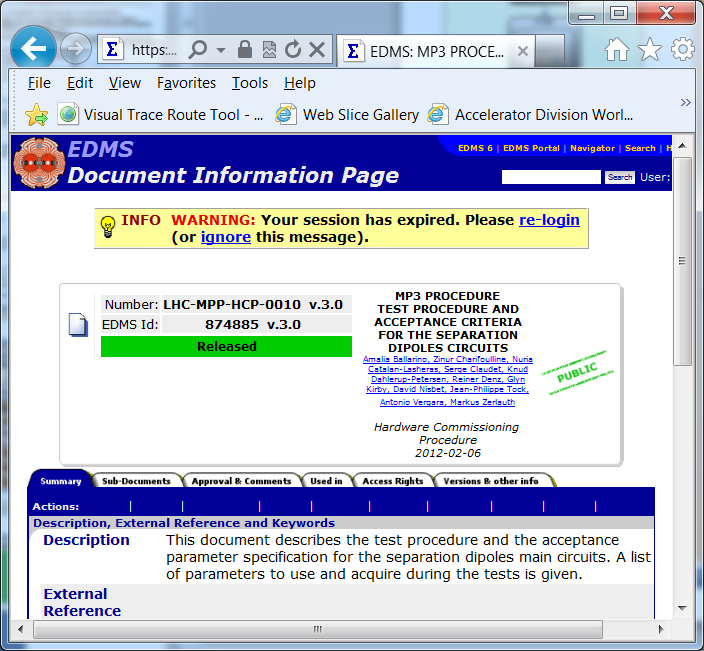 https:...
EDMS: MP3 PROCE...
File Edit View Favorites Tools Help
Visual Trace Route Tool - ... Web Slice Gallery Accelerator Division Worl...
EDMS
EDMS 6 | EDMS Portal | Navigator | Search | H
Document Information Page
Search User:
INFO WARNING: Your session has expired. Please re-login
(or ignore this message).
Number: LHC-MPP-HCP-0010 v.3.0
EDMS Id: 874885 v.3.0
Released
MP3 PROCEDURE
TEST PROCEDURE AND
ACCEPTANCE CRITERIA
FOR THE SEPARATION
DIPOLES CIRCUITS
Amalia Ballarino, Zinur Charifoulline, Nuria
Catalan-Lasheras, Serge Claudet, Knud
Dahlerup-Petersen, Reiner Denz, Glyn
Kirby, David Nisbet, Jean-Philippe Tock,
Antonio Vergara, Markus Zerlauth
Hardware Commissioning
Procedure
2012-02-06
PUBLIC
Summary Sub-Documents Approval & Comments Used in Access Rights Versions & other info
Actions:
Description, External Reference and Keywords
Description This document describes the test procedure and the acceptance
parameter specification for the separation dipoles main circuits. A list
of parameters to use and acquire during the tests is given.
External
Reference